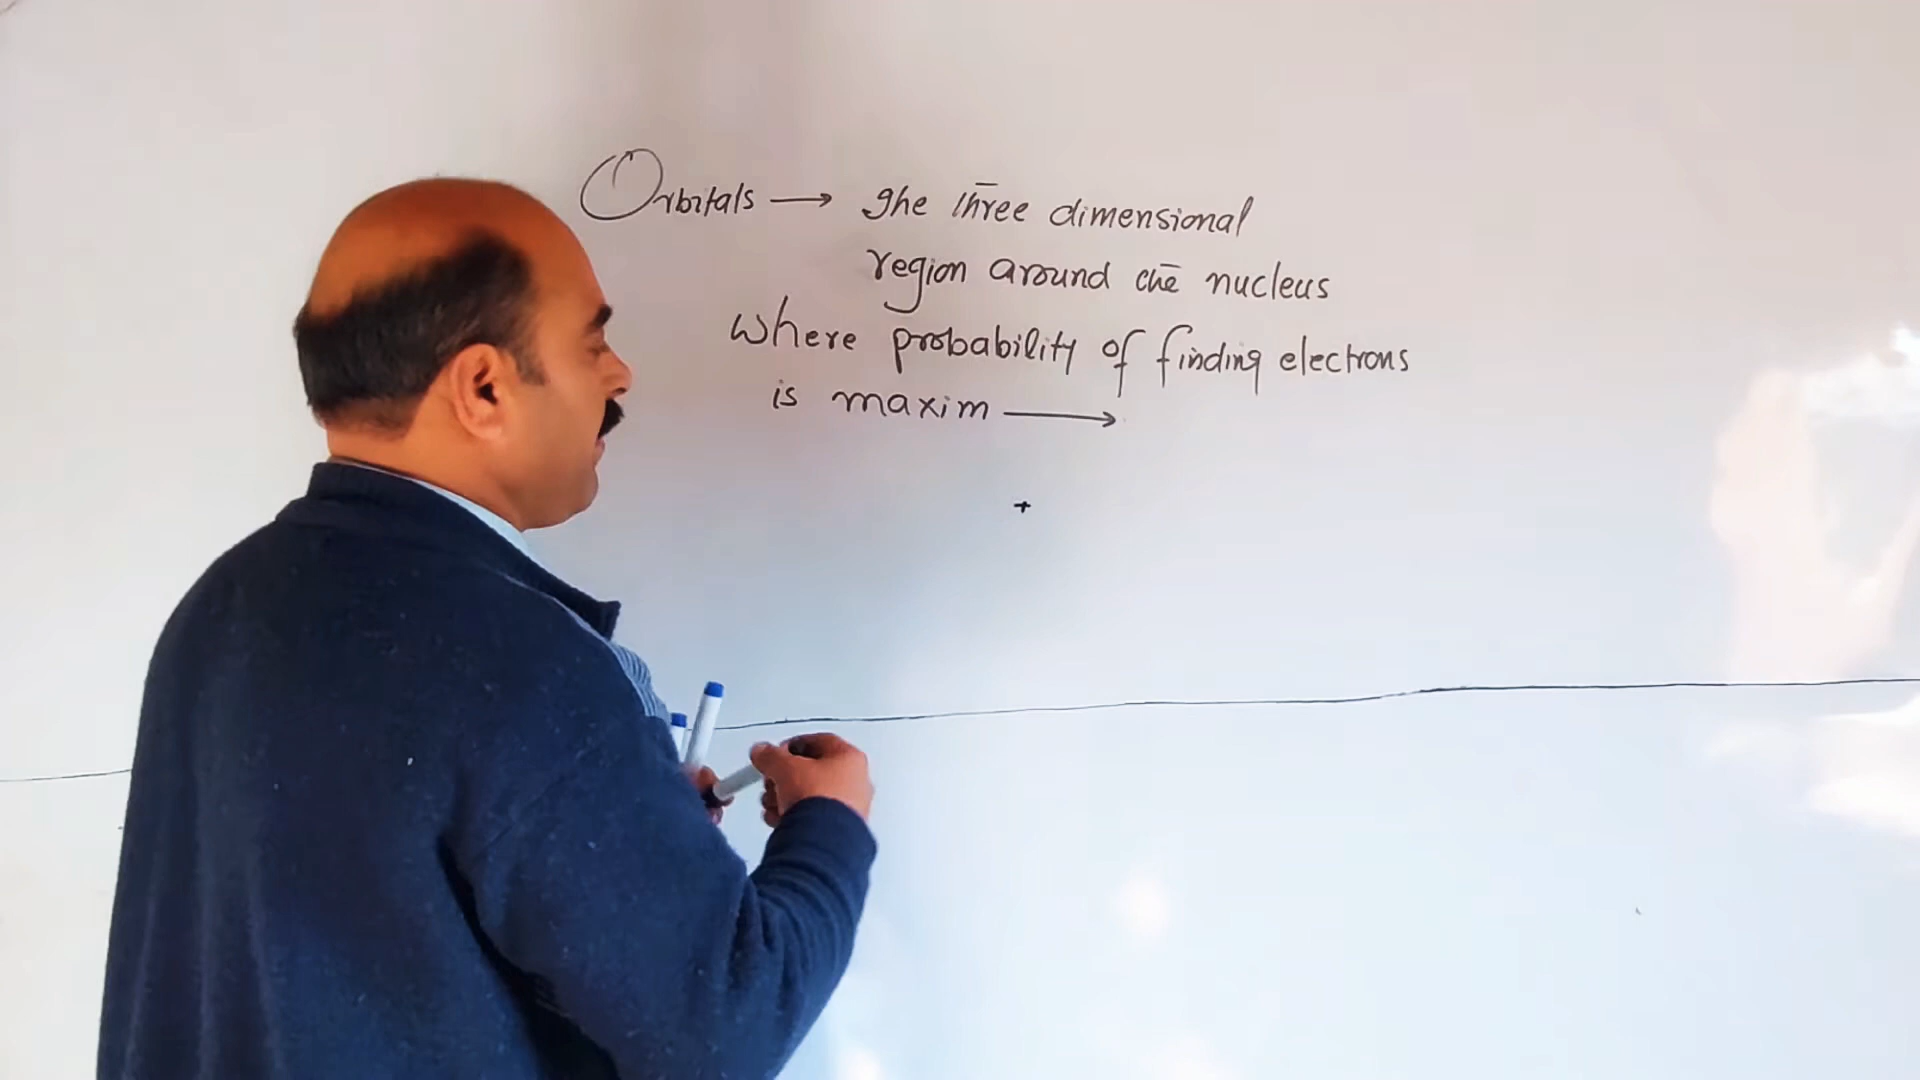 Orbitals → The three dimensional
region around the nucleus
where probability of finding electrons
is maxim →
+